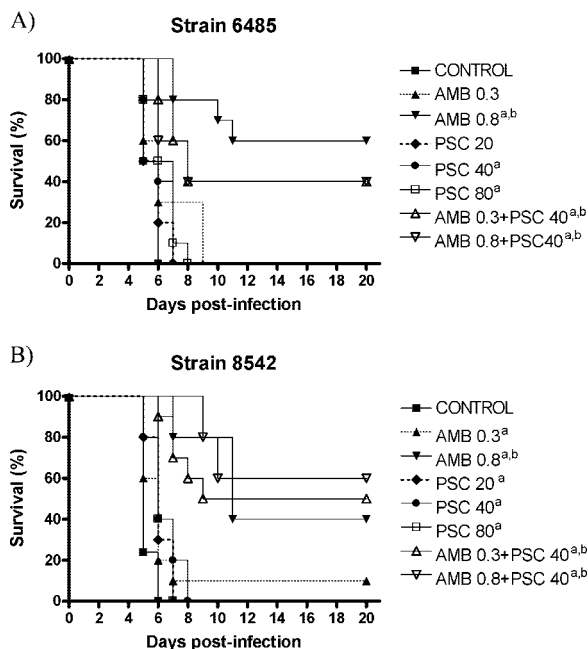 A)
Strain 6485
Survival (%)
100
80
60
40
20
0
0 2 4 6 8 10 12 14 16 18 20
Days post-infection
CONTROL
AMB 0.3
AMB 0.8a,b
PSC 20
PSC 40a
PSC 80a
AMB 0.3+PSC 40a,b
AMB 0.8+PSC40a,b
B)
Strain 8542
Survival (%)
100
80
60
40
20
0
0 2 4 6 8 10 12 14 16 18 20
Days post-infection
CONTROL
AMB 0.3a
AMB 0.8a,b
PSC 20 a
PSC 40a
PSC 80a
AMB 0.3+PSC 40a,b
AMB 0.8+PSC 40a,b